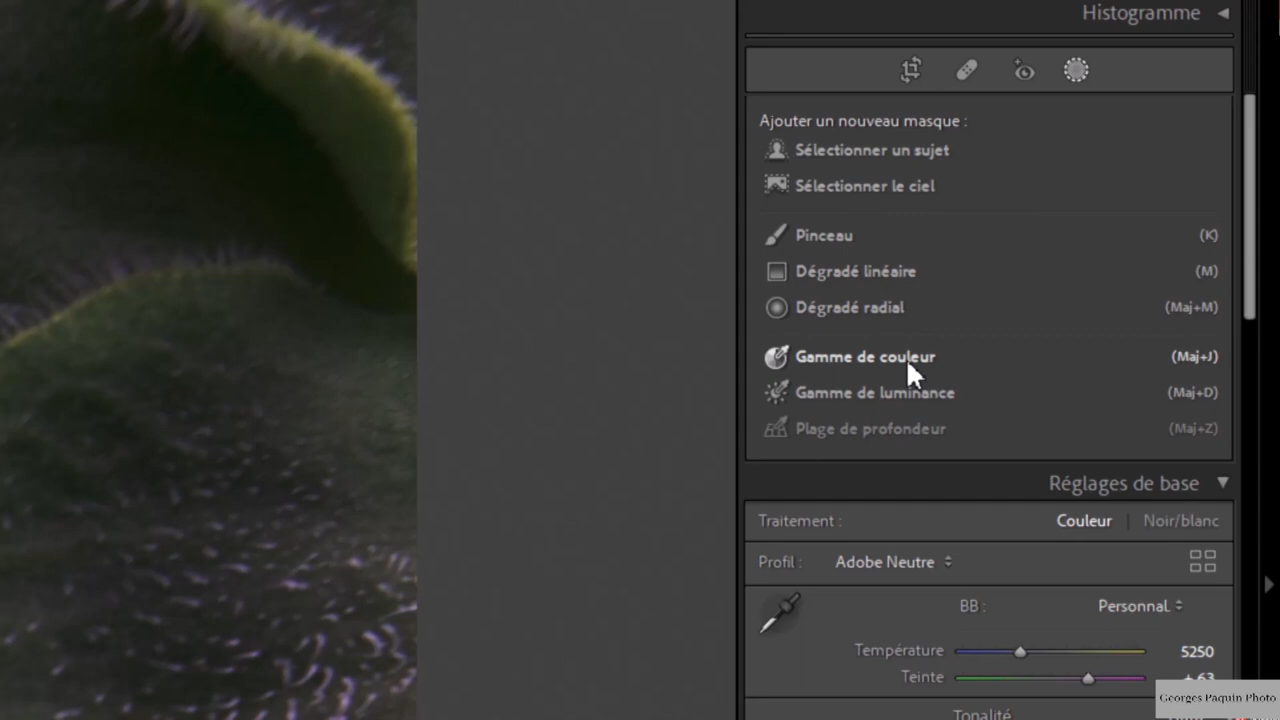 Histogramme
Ajouter un nouveau masque :
Sélectionner un sujet
Sélectionner le ciel
Pinceau (K)
Dégradé linéaire (M)
Dégradé radial (Maj+M)
Gamme de couleur (Maj+J)
Gamme de luminance (Maj+D)
Plage de profondeur (Maj+Z)
Réglages de base
Traitement : Couleur Noir/blanc
Profil : Adobe Neutre
BB : Personnal.
Température 5250
Teinte + 63
Georges Paquin Photo
Tonalité